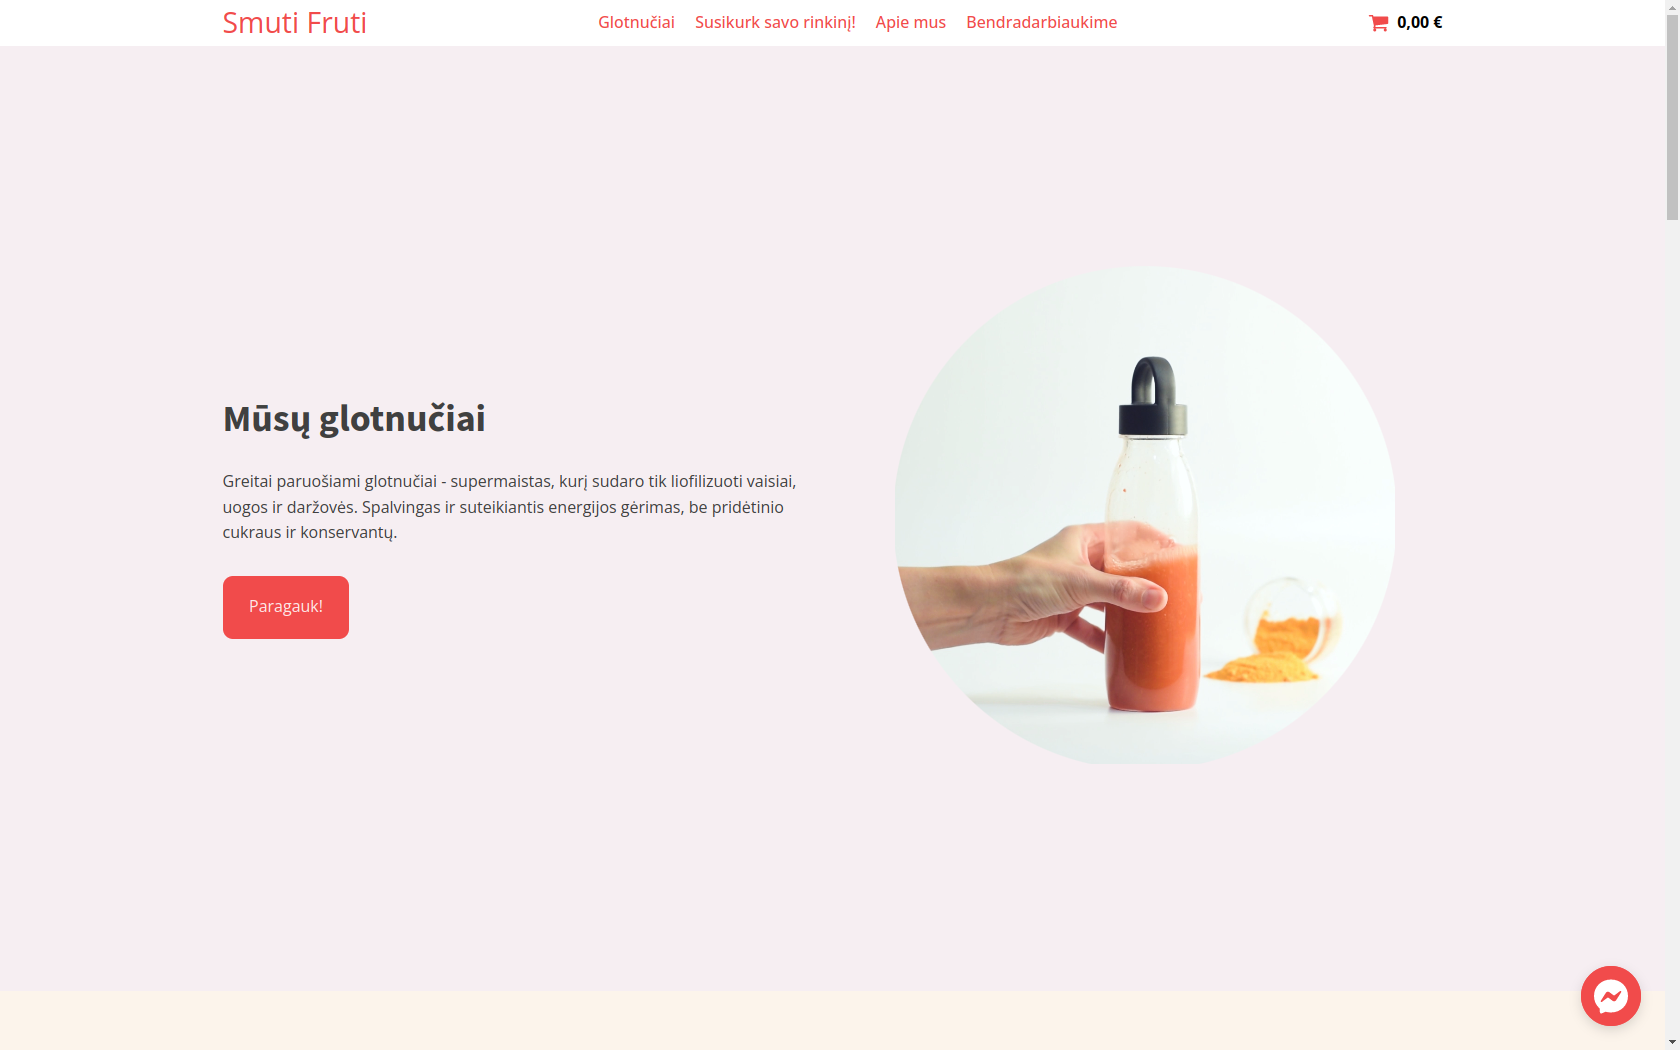 Smuti Fruti
Glotnučiai Susikurk savo rinkinį! Apie mus Bendradarbiaukime
0,00 €
Mūsų glotnučiai
Greitai paruošiami glotnučiai - supermaistas, kurį sudaro tik liofilizuoti vaisiai,
uogos ir daržovės. Spalvingas ir suteikiantis energijos gėrimas, be pridėtinio
cukraus ir konservantų.
Paragauk!